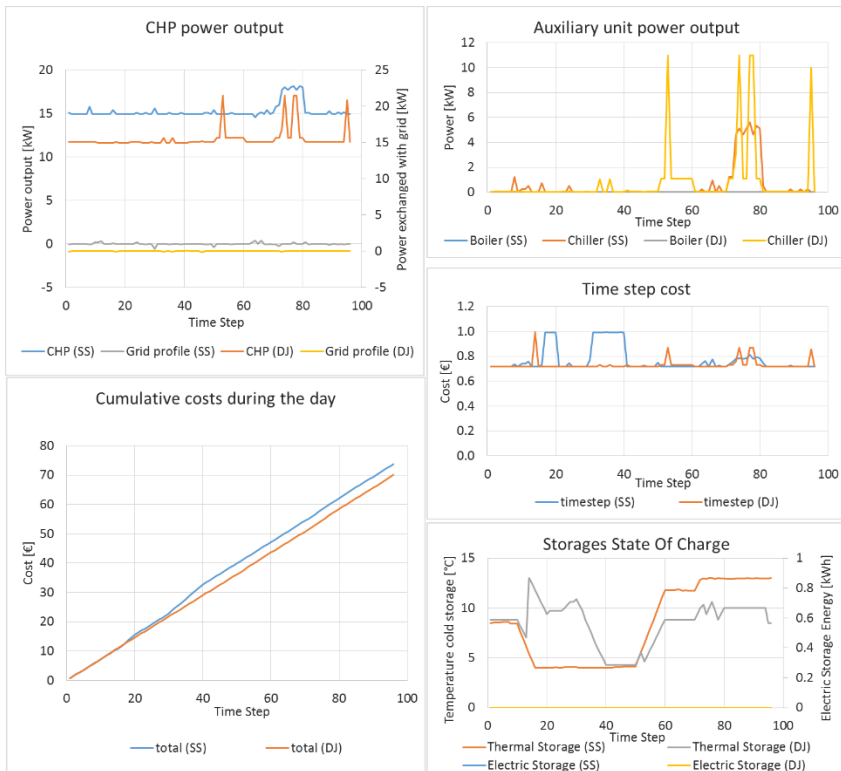 CHP power output
Power output [kW]
20
15
10
5
0
-5
25
20
15
10
5
0
-5
Power exchanged with grid [kW]
0 20 40 60 80 100
Time Step
CHP (SS) Grid profile (SS) CHP (DJ) Grid profile (DJ)
Auxiliary unit power output
Power [kW]
12
10
8
6
4
2
0
0 20 40 60 80 100
Time Step
Boiler (SS) Chiller (SS) Boiler (DJ) Chiller (DJ)
Time step cost
Cost [€]
1.2
1.0
0.8
0.6
0.4
0.2
0.0
0 20 40 60 80 100
Time Step
timestep (SS) timestep (DJ)
Cumulative costs during the day
Cost [€]
80
70
60
50
40
30
20
10
0
0 20 40 60 80 100
Time Step
total (SS) total (DJ)
Storages State Of Charge
Temperature cold storage [°C]
15
10
5
0
1
0.8
0.6
0.4
0.2
0
Electric Storage Energy [kWh]
0 20 40 60 80 100
Time Step
Thermal Storage (SS) Thermal Storage (DJ)
Electric Storage (SS) Electric Storage (DJ)